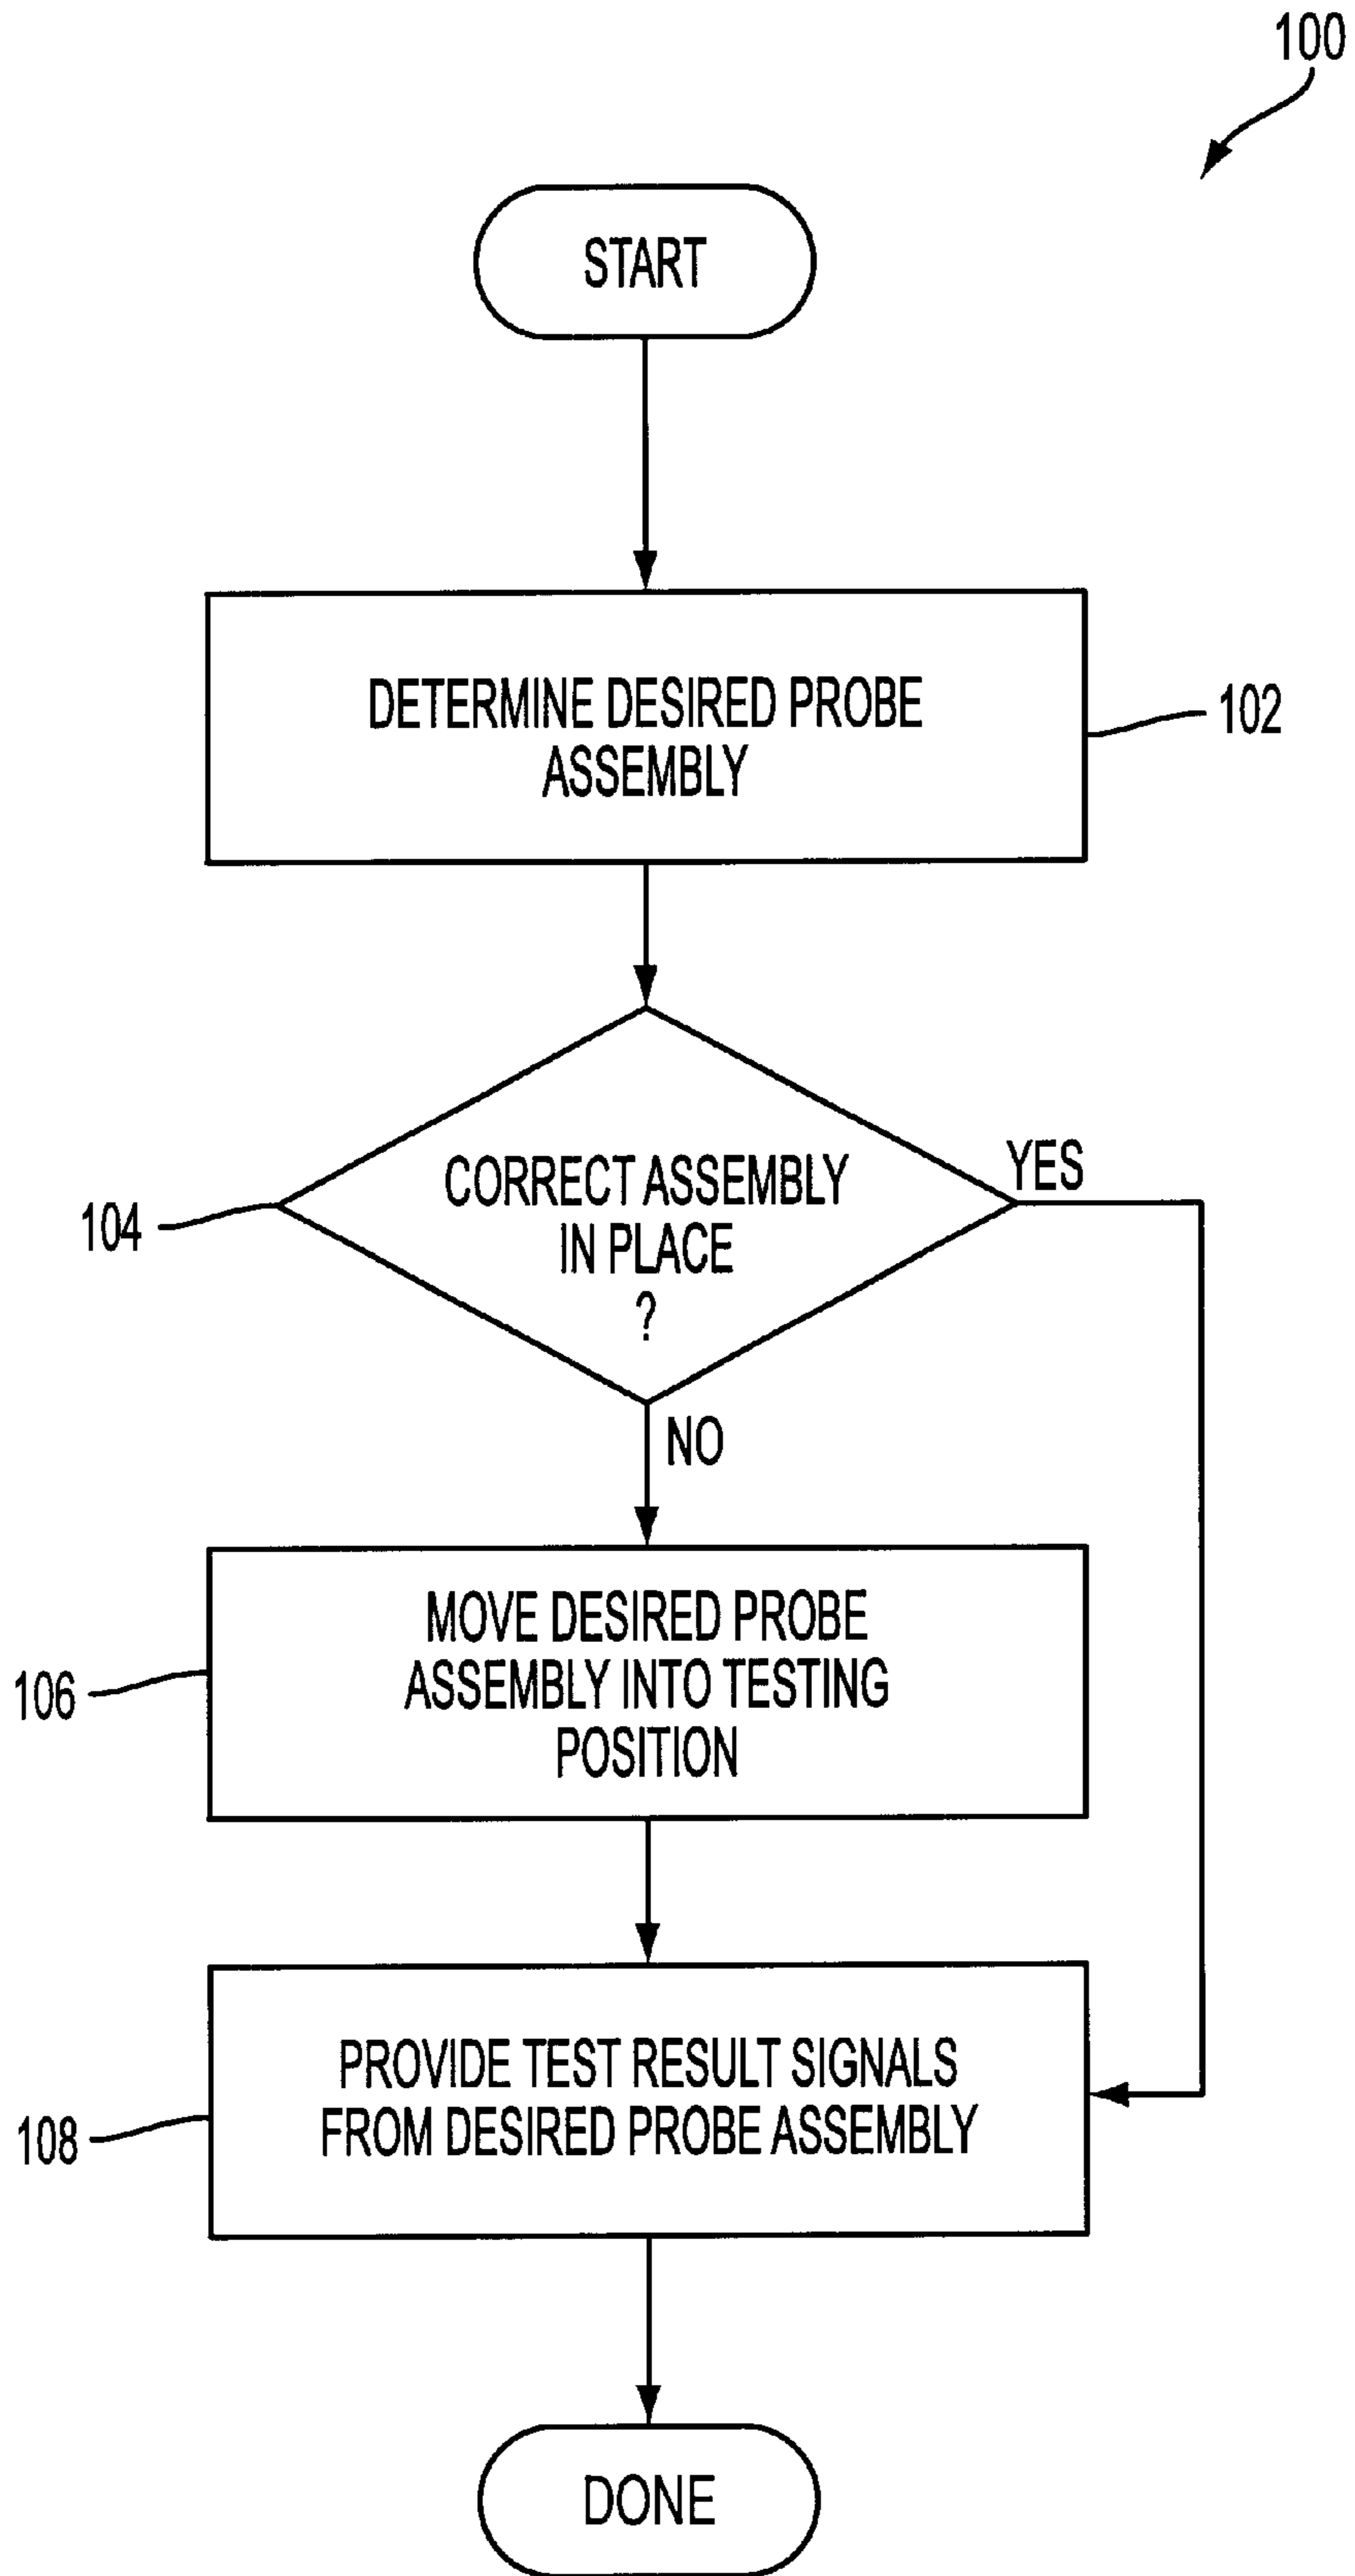 100
START
DETERMINE DESIRED PROBE
ASSEMBLY
102
CORRECT ASSEMBLY
IN PLACE
?
YES
104
NO
MOVE DESIRED PROBE
ASSEMBLY INTO TESTING
POSITION
106
PROVIDE TEST RESULT SIGNALS
FROM DESIRED PROBE ASSEMBLY
108
DONE